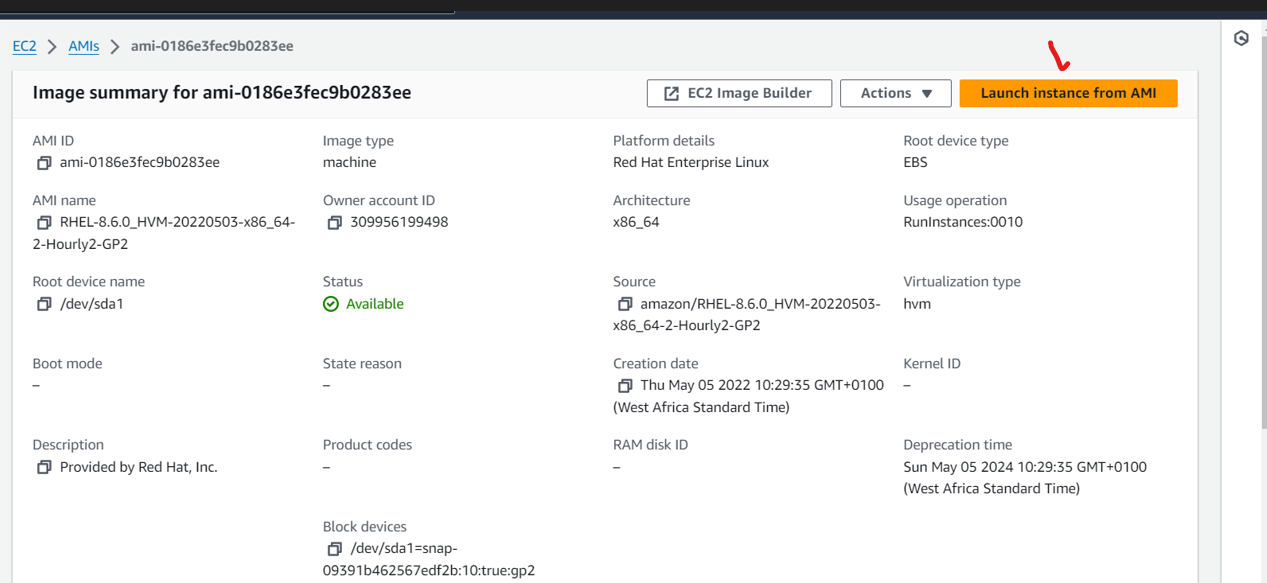 EC2 > AMIs > ami-0186e3fec9b0283ee
Image summary for ami-0186e3fec9b0283ee
EC2 Image Builder
Actions
Launch instance from AMI
AMI ID
ami-0186e3fec9b0283ee
Image type
machine
Platform details
Red Hat Enterprise Linux
Root device type
EBS
AMI name
RHEL-8.6.0_HVM-20220503-x86_64-
2-Hourly2-GP2
Owner account ID
309956199498
Architecture
x86_64
Usage operation
RunInstances:0010
Root device name
/dev/sda1
Status
Available
Source
amazon/RHEL-8.6.0_HVM-20220503-
x86_64-2-Hourly2-GP2
Virtualization type
hvm
Boot mode
–
State reason
–
Creation date
Thu May 05 2022 10:29:35 GMT+0100
(West Africa Standard Time)
Kernel ID
–
Description
Provided by Red Hat, Inc.
Product codes
–
RAM disk ID
–
Deprecation time
Sun May 05 2024 10:29:35 GMT+0100
(West Africa Standard Time)
Block devices
/dev/sda1=snap-
09391b462567edf2b:10:true:gp2